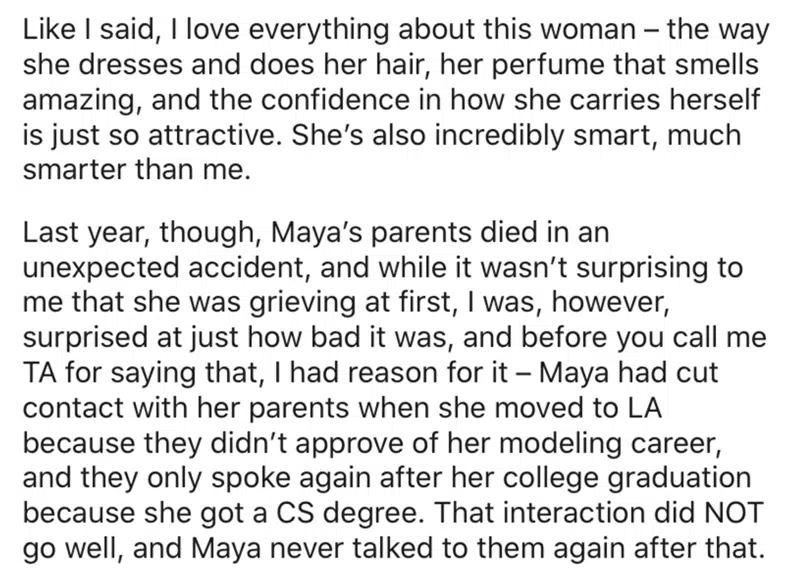 Like I said, I love everything about this woman – the way
she dresses and does her hair, her perfume that smells
amazing, and the confidence in how she carries herself
is just so attractive. She’s also incredibly smart, much
smarter than me.
Last year, though, Maya’s parents died in an
unexpected accident, and while it wasn’t surprising to
me that she was grieving at first, I was, however,
surprised at just how bad it was, and before you call me
TA for saying that, I had reason for it – Maya had cut
contact with her parents when she moved to LA
because they didn’t approve of her modeling career,
and they only spoke again after her college graduation
because she got a CS degree. That interaction did NOT
go well, and Maya never talked to them again after that.